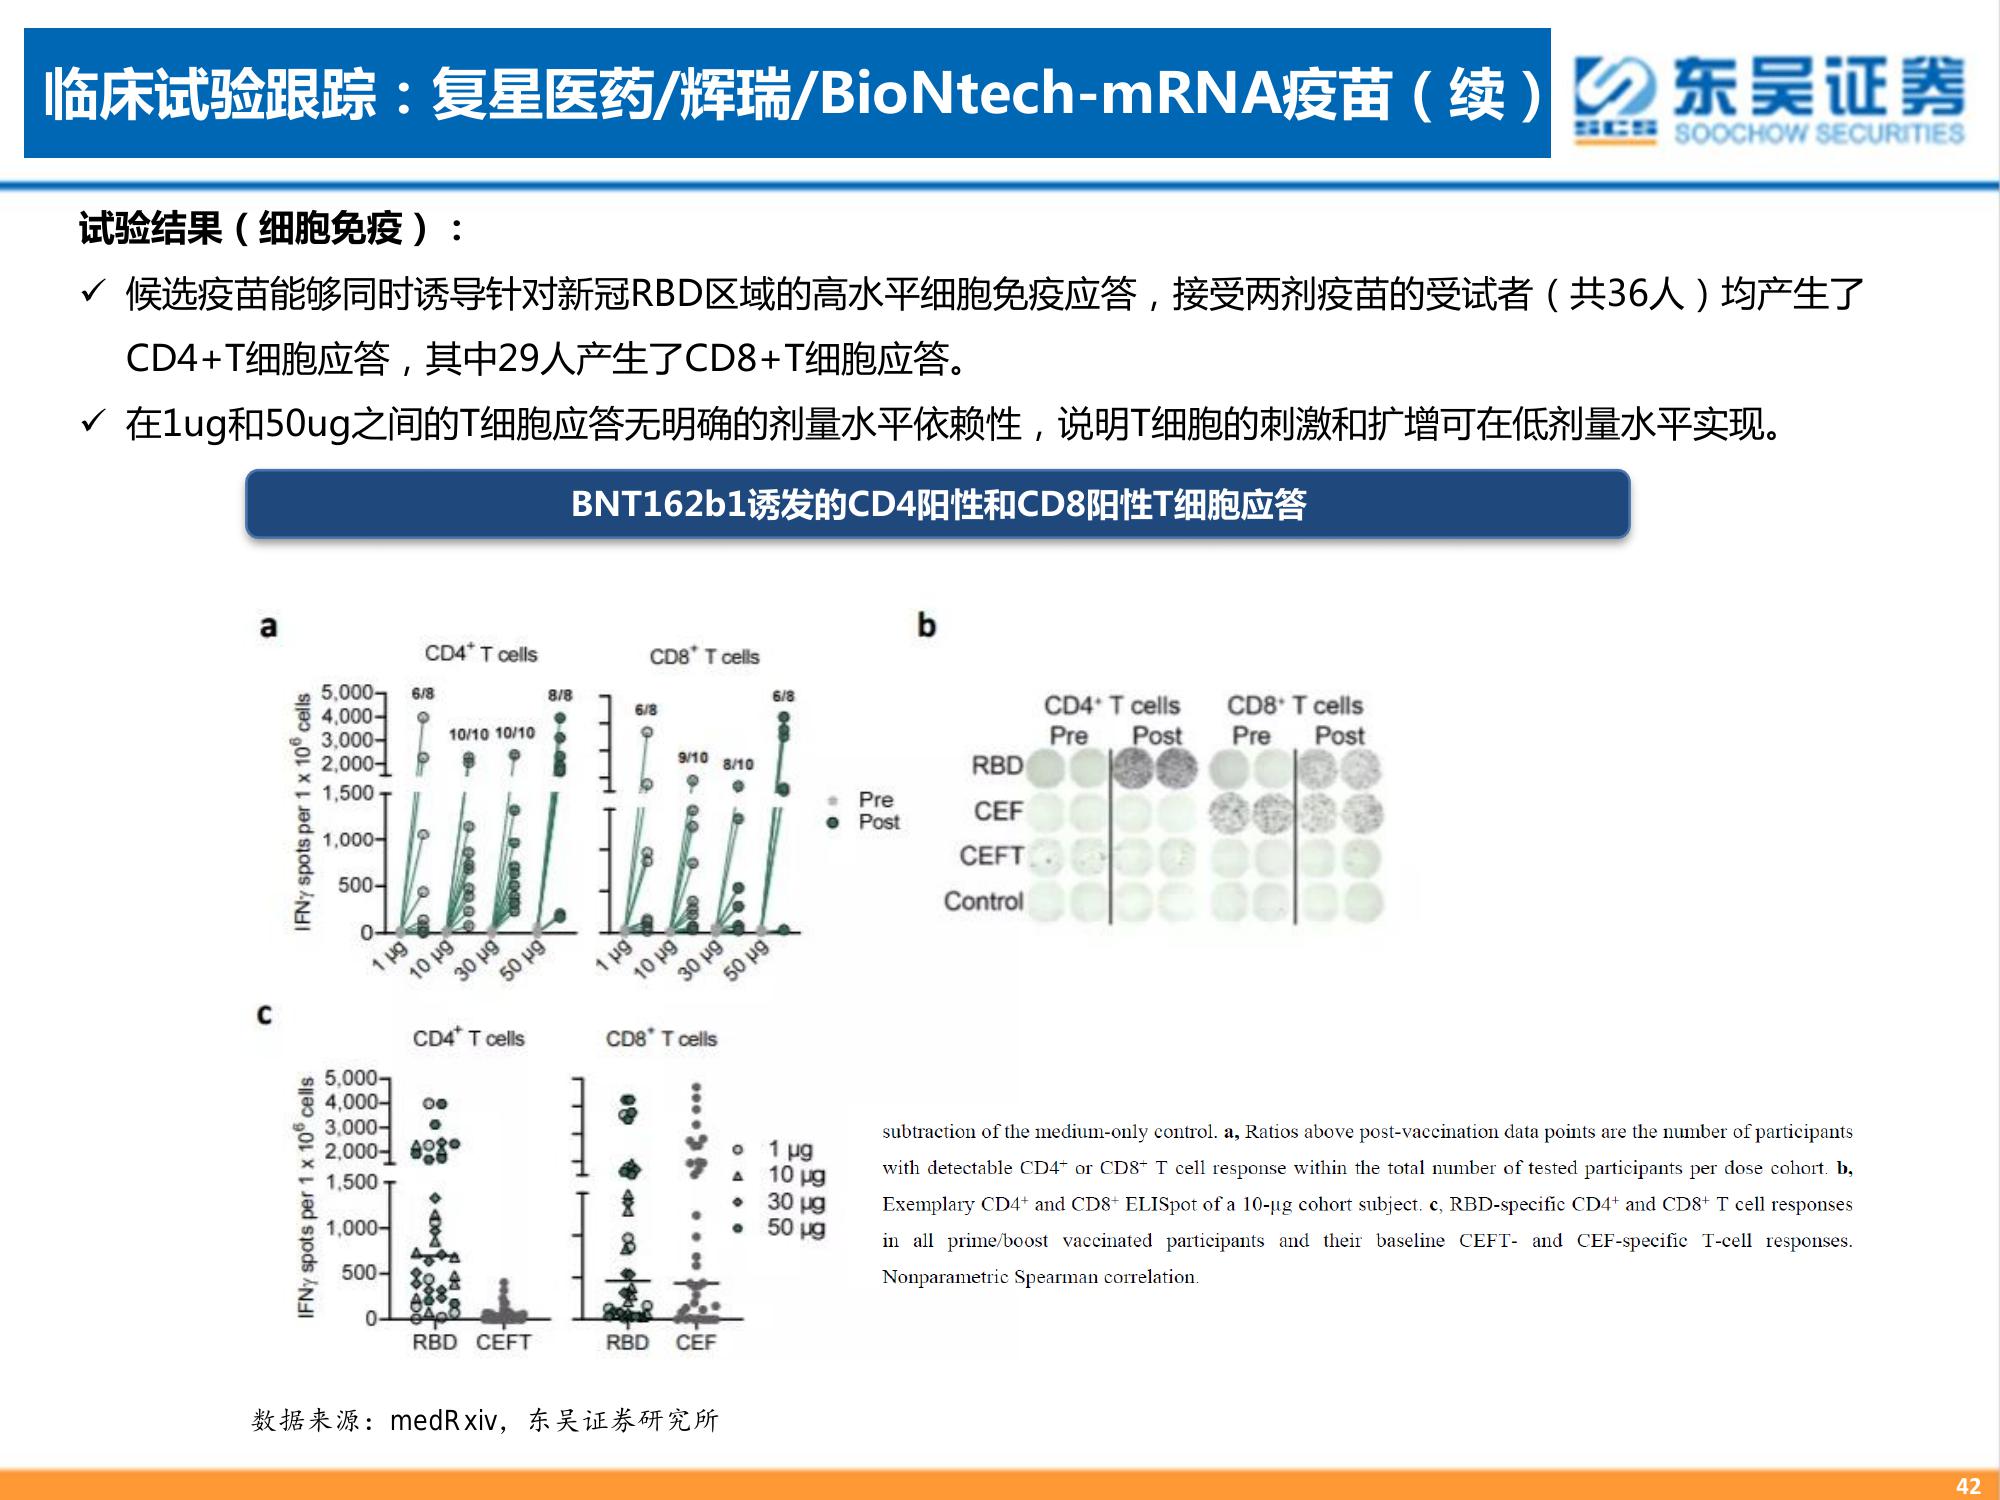 临床试验跟踪：复星医药/辉瑞/BioNtech-mRNA疫苗（续）
东吴证券
SCS
SOOCHOW SECURITIES
试验结果（细胞免疫）：
✓ 候选疫苗能够同时诱导针对新冠RBD区域的高水平细胞免疫应答，接受两剂疫苗的受试者（共36人）均产生了
CD4+T细胞应答，其中29人产生了CD8+T细胞应答。
✓ 在1ug和50ug之间的T细胞应答无明确的剂量水平依赖性，说明T细胞的刺激和扩增可在低剂量水平实现。
BNT162b1诱发的CD4阳性和CD8阳性T细胞应答
a
CD4⁺ T cells
CD8⁺ T cells
IFNγ spots per 1 x 10⁶ cells
5,000
4,000
3,000
2,000
1,500
1,000
500
0
6/8
10/10
10/10
8/8
6/8
9/10
8/10
6/8
1 µg
10 µg
30 µg
50 µg
1 µg
10 µg
30 µg
50 µg
Pre
Post
b
CD4⁺ T cells
CD8⁺ T cells
Pre Post Pre Post
RBD
CEF
CEFT
Control
c
CD4⁺ T cells
CD8⁺ T cells
IFNγ spots per 1 x 10⁶ cells
5,000
4,000
3,000
2,000
1,500
1,000
500
0
RBD CEFT
RBD CEF
1 µg
10 µg
30 µg
50 µg
subtraction of the medium-only control. a, Ratios above post-vaccination data points are the number of participants
with detectable CD4⁺ or CD8⁺ T cell response within the total number of tested participants per dose cohort. b,
Exemplary CD4⁺ and CD8⁺ ELISpot of a 10-µg cohort subject. c, RBD-specific CD4⁺ and CD8⁺ T cell responses
in all prime/boost vaccinated participants and their baseline CEFT- and CEF-specific T-cell responses.
Nonparametric Spearman correlation.
数据来源：medRxiv，东吴证券研究所
42